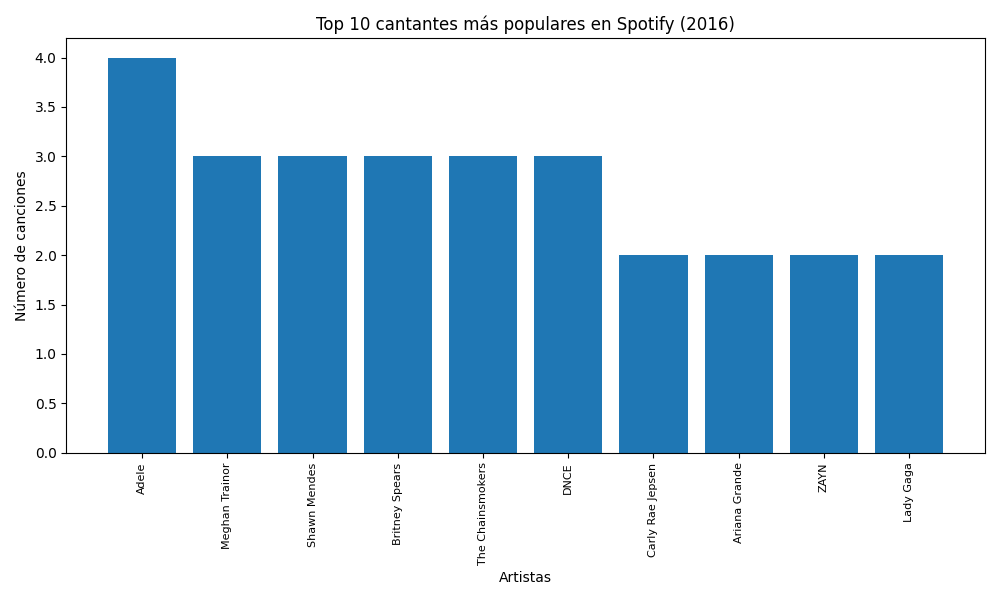 Top 10 cantantes más populares en Spotify (2016)
Número de canciones
4.0
3.5
3.0
2.5
2.0
1.5
1.0
0.5
0.0
Adele
Meghan Trainor
Shawn Mendes
Britney Spears
The Chainsmokers
DNCE
Carly Rae Jepsen
Ariana Grande
ZAYN
Lady Gaga
Artistas